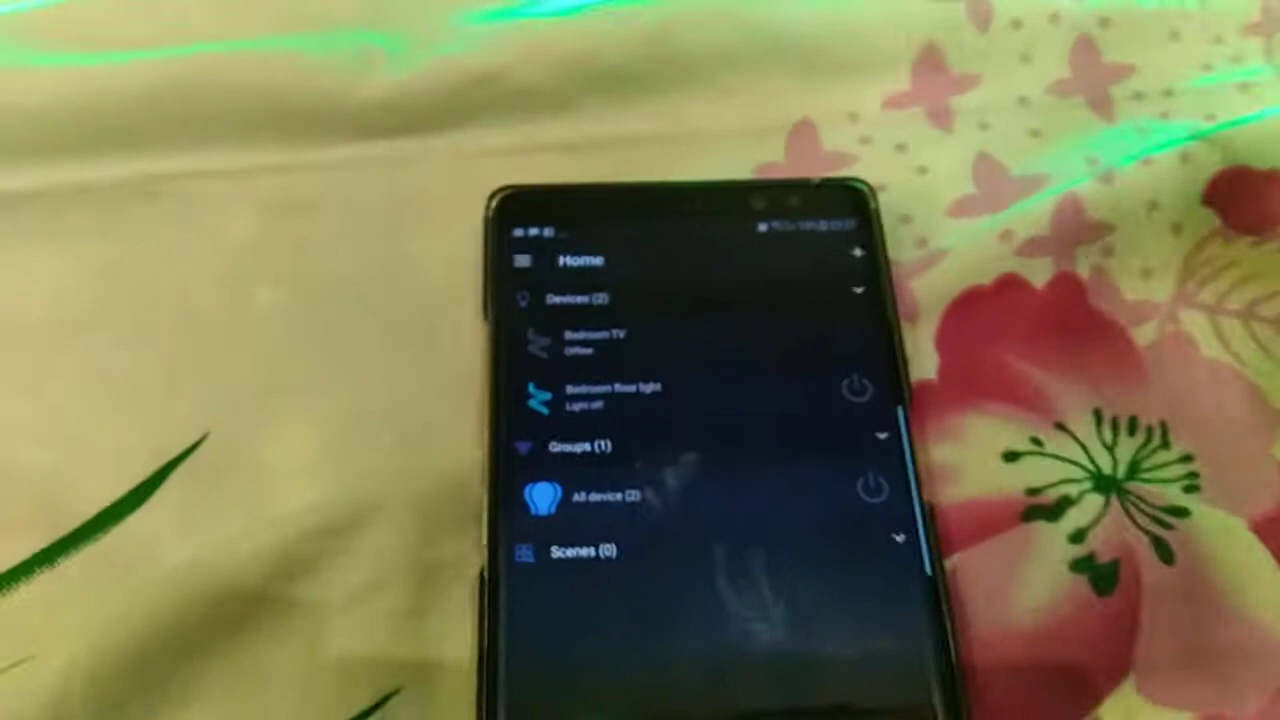 Home
Devices (2)
Bedroom TV
Offline
Bedroom floor light
Light off
Groups (1)
All device (2)
Scenes (0)